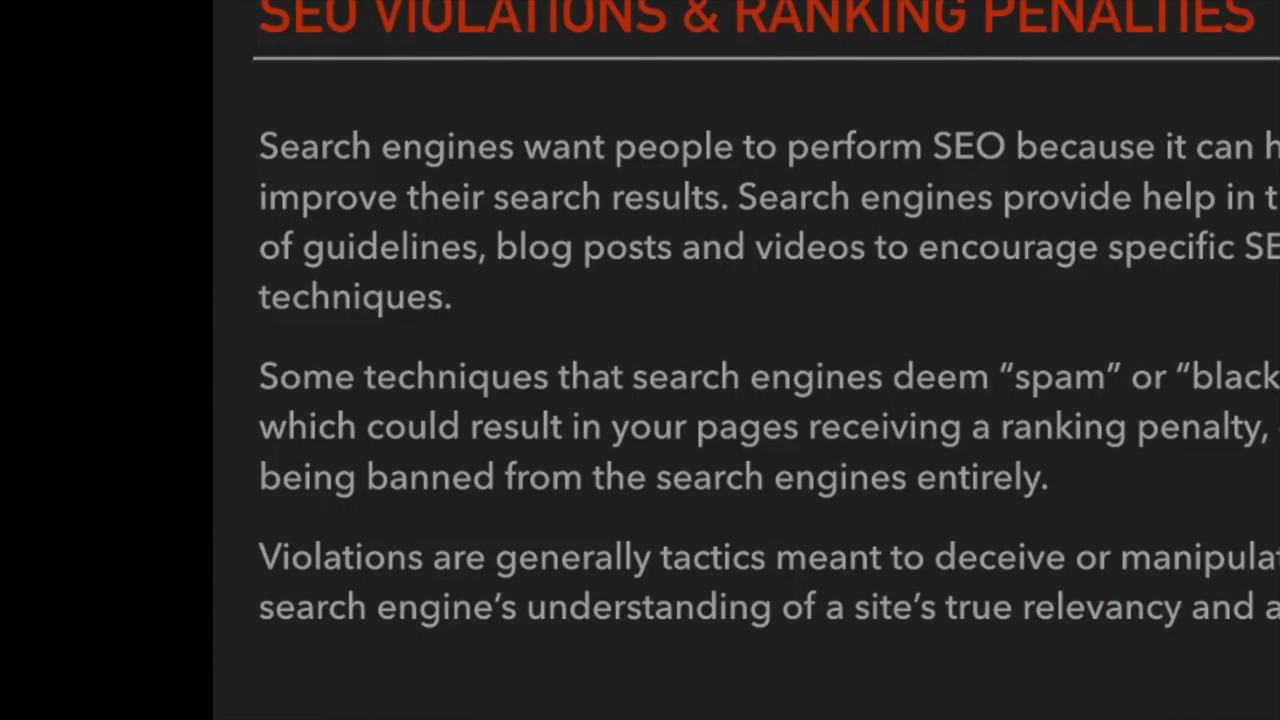 SEO VIOLATIONS & RANKING PENALTIES
Search engines want people to perform SEO because it can
improve their search results. Search engines provide help in
of guidelines, blog posts and videos to encourage specific
techniques.
Some techniques that search engines deem “spam” or “black
which could result in your pages receiving a ranking penalty,
being banned from the search engines entirely.
Violations are generally tactics meant to deceive or
search engine’s understanding of a site’s true relevancy and